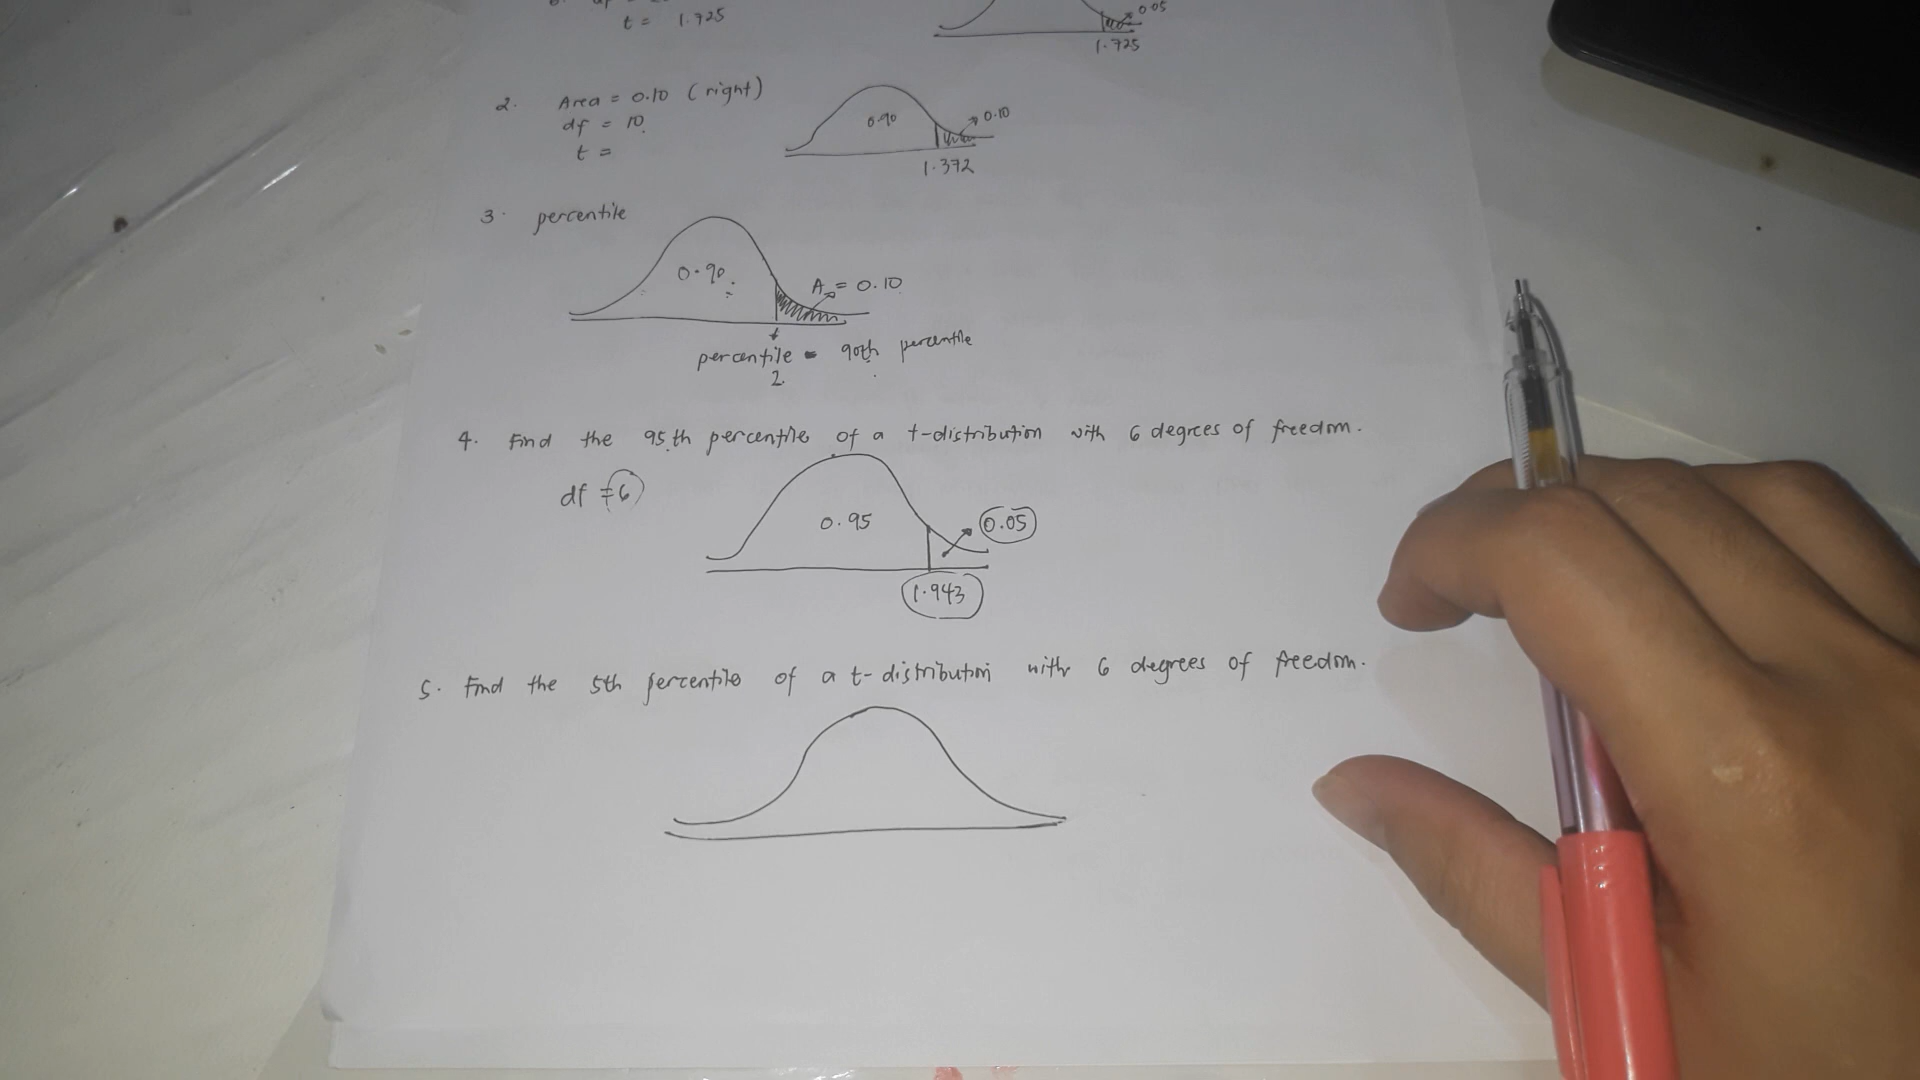 t = 1.725
0.05
1.725
2. Area = 0.10 (right)
df = 10
t =
0.90
0.10
1.372
3. percentile
0.90
A = 0.10
percentile = 90th percentile
2.
4. Find the 95th percentile of a t-distribution with 6 degrees of freedom.
df = 6
0.95
0.05
1.943
5. Find the 5th percentile of a t-distribution with 6 degrees of freedom.